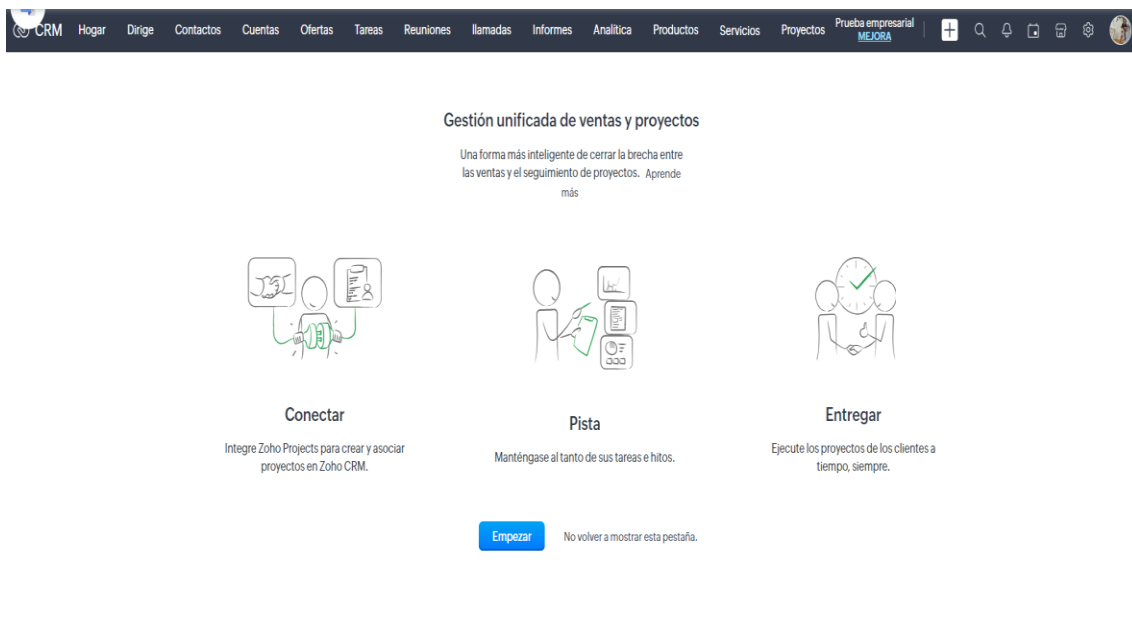 CRM Hogar Dirige Contactos Cuentas Ofertas Tareas Reuniones llamadas Informes Analítica Productos Servicios Proyectos Prueba empresarial
MEJORA
Gestión unificada de ventas y proyectos
Una forma más inteligente de cerrar la brecha entre
las ventas y el seguimiento de proyectos. Aprende
más
Conectar
Integre Zoho Projects para crear y asociar
proyectos en Zoho CRM.
Pista
Manténgase al tanto de sus tareas e hitos.
Entregar
Ejecute los proyectos de los clientes a
tiempo, siempre.
Empezar No volver a mostrar esta pestaña.